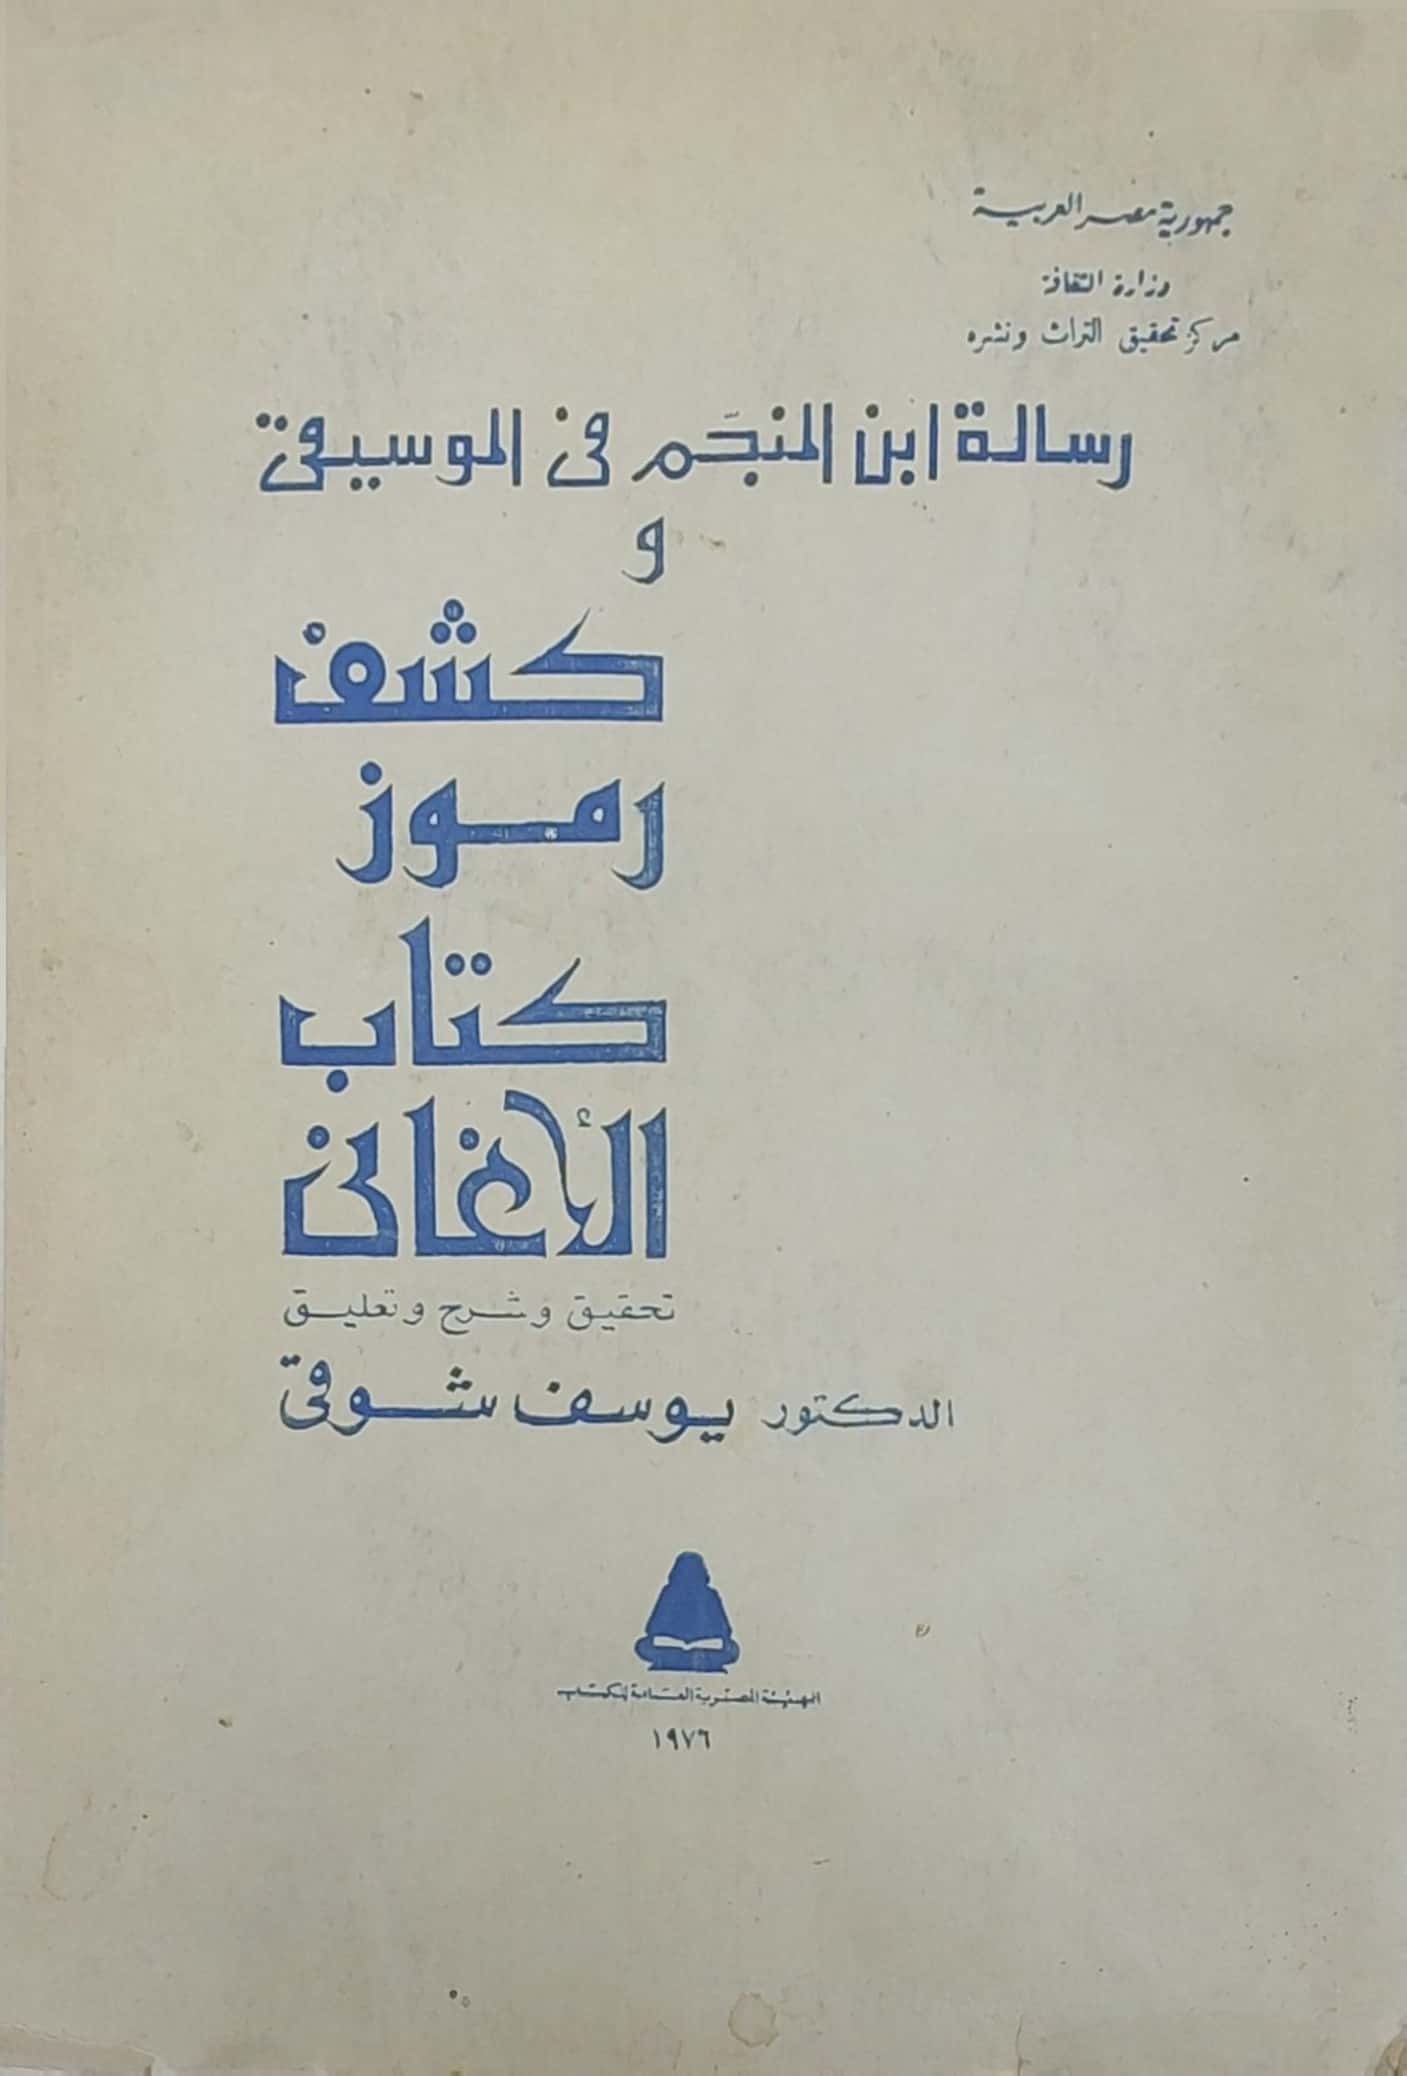 جمهورية مصر العربية
وزارة الثقافة
مركز تحقيق التراث ونشره
رسالة ابن المنجَم فى الموسيقى
و
كشف
رموز
كتاب
الأغانى
تحقيق وشرح وتعليق
الدكتور يوسف شوقى
الهيئة المصرية العامة للكتاب
١٩٧٦